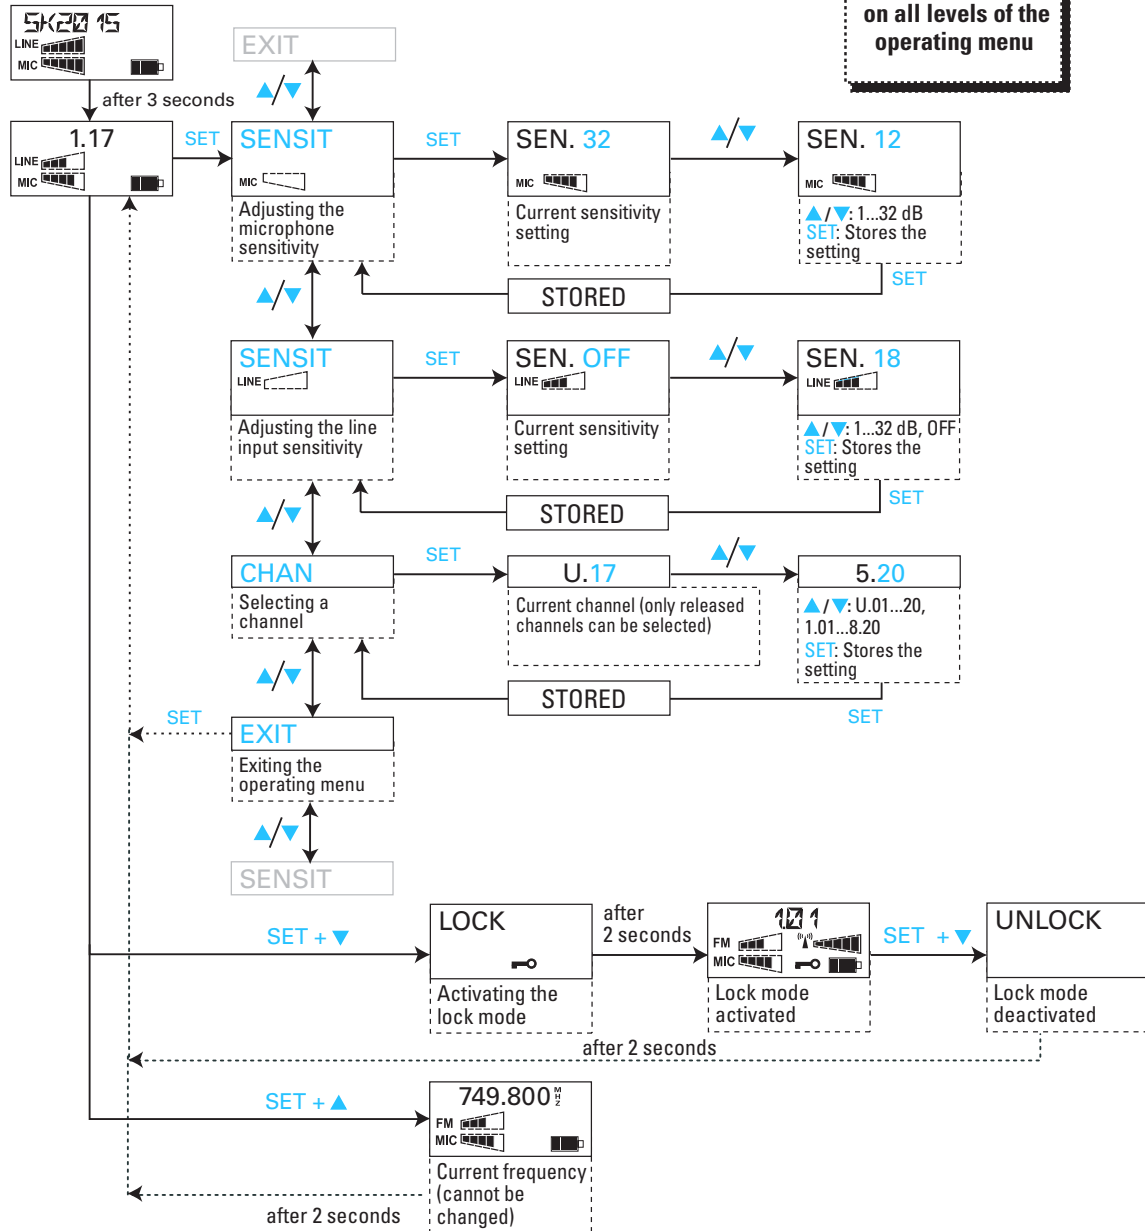 SK2015
LINE
MIC
on all levels of the
operating menu
EXIT
after 3 seconds
1.17
LINE
MIC
SET
SENSIT
MIC
Adjusting the
microphone
sensitivity
SET
SEN. 32
MIC
Current sensitivity
setting
▲/▼
SEN. 12
MIC
▲/▼: 1...32 dB
SET: Stores the
setting
SET
STORED
▲/▼
▲/▼
SENSIT
LINE
Adjusting the line
input sensitivity
SET
SEN. OFF
LINE
Current sensitivity
setting
▲/▼
SEN. 18
LINE
▲/▼: 1...32 dB, OFF
SET: Stores the
setting
SET
STORED
▲/▼
CHAN
Selecting a
channel
SET
U.17
Current channel (only released
channels can be selected)
▲/▼
5.20
▲/▼: U.01...20,
1.01...8.20
SET: Stores the
setting
SET
STORED
▲/▼
SET
EXIT
Exiting the
operating menu
▲/▼
SENSIT
SET + ▼
LOCK
Activating the
lock mode
after
2 seconds
1.01
FM
MIC
Lock mode
activated
SET + ▼
UNLOCK
Lock mode
deactivated
after 2 seconds
SET + ▲
749.800 MHZ
FM
MIC
Current frequency
(cannot be
changed)
after 2 seconds